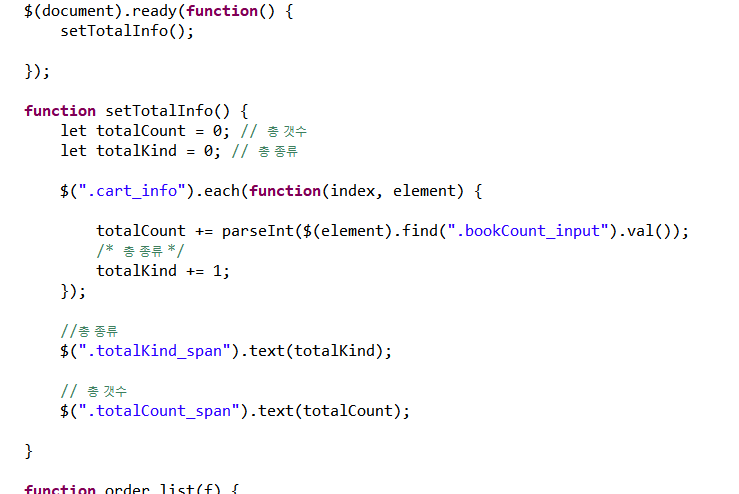 $(document).ready(function() {
setTotalInfo();
});
function setTotalInfo() {
let totalCount = 0; // 총 갯수
let totalKind = 0; // 총 종류
$(".cart_info").each(function(index, element) {
totalCount += parseInt($(element).find(".bookCount_input").val());
/* 총 종류 */
totalKind += 1;
});
//총 종류
$(".totalKind_span").text(totalKind);
// 총 갯수
$(".totalCount_span").text(totalCount);
}
function order_list(f) {